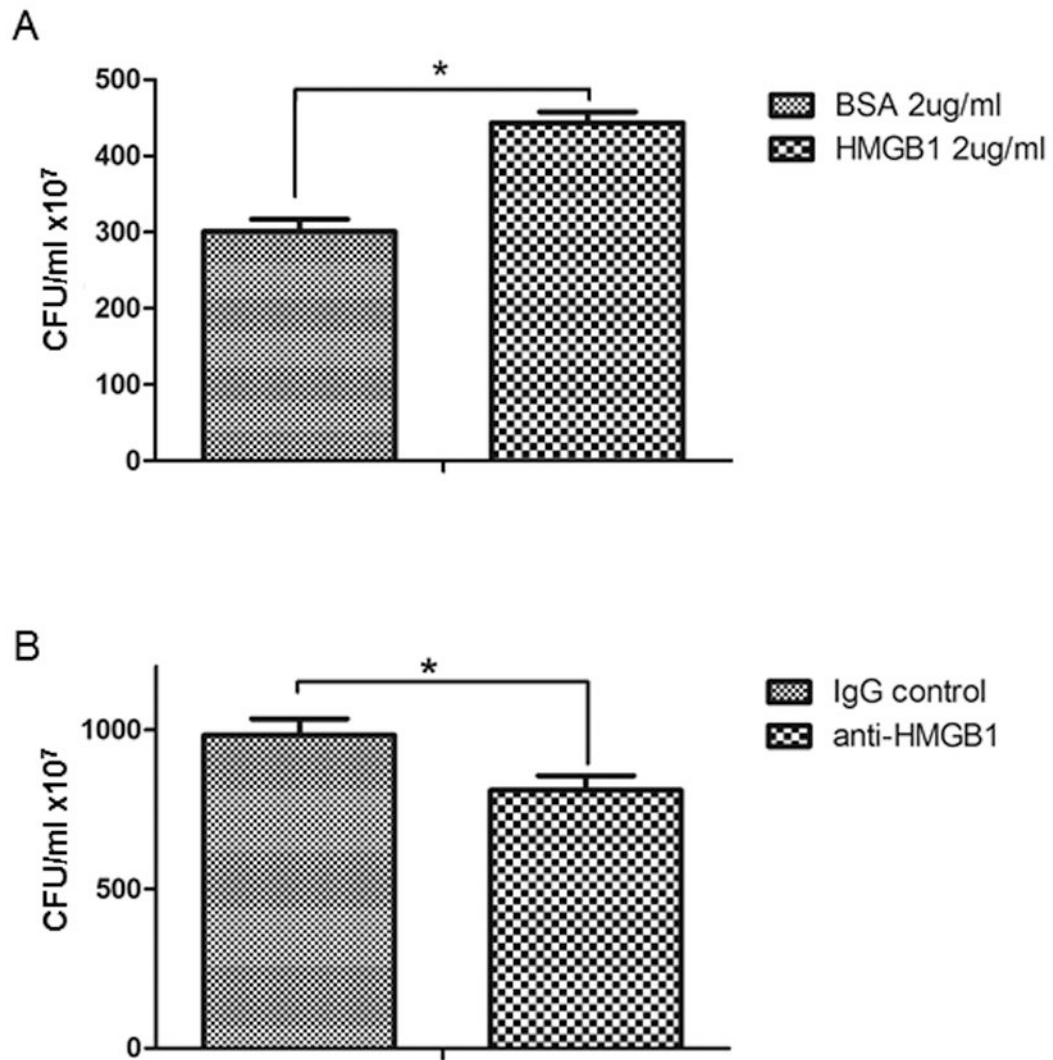 A
*
500
400
300
200
100
0
CFU/ml x10⁷
BSA 2ug/ml
HMGB1 2ug/ml
B
*
1000
500
0
CFU/ml x10⁷
IgG control
anti-HMGB1